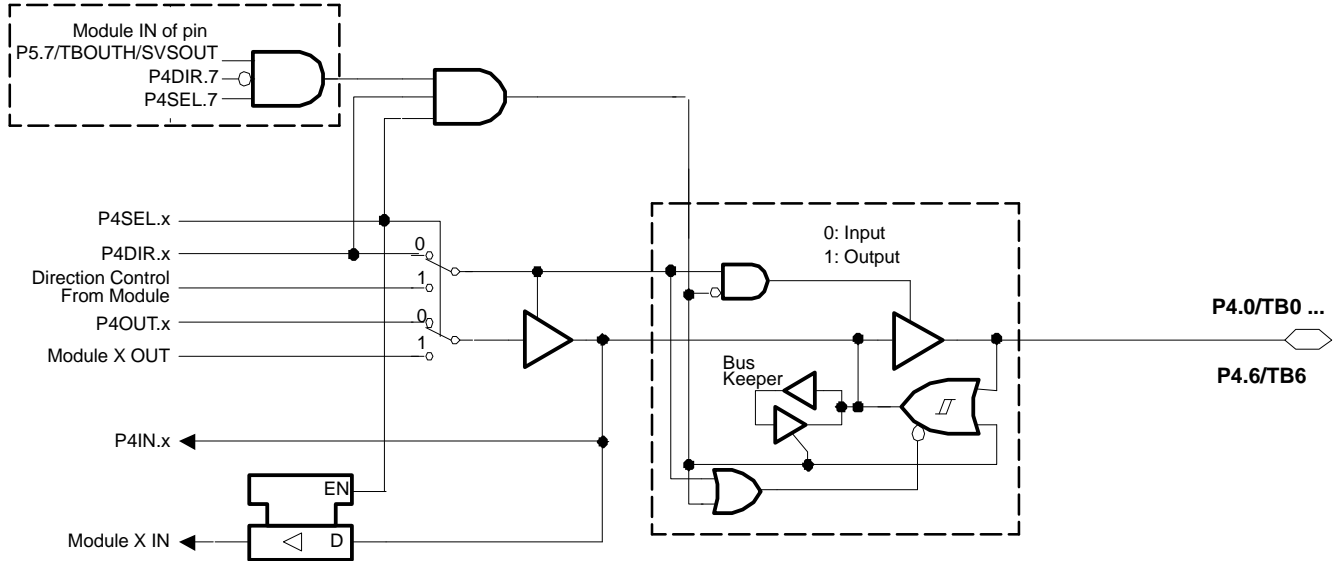 Module IN of pin
P5.7/TBOUTH/SVSOUT
P4DIR.7
P4SEL.7
P4SEL.x
P4DIR.x
0
Direction Control
From Module
1
P4OUT.x
0
Module X OUT
1
0: Input
1: Output
P4.0/TB0 ...
P4.6/TB6
Bus
Keeper
P4IN.x
EN
Module X IN
D